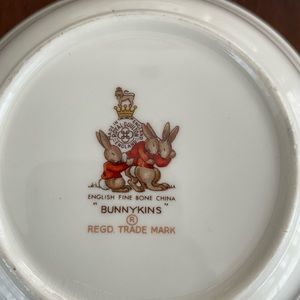 ENGLISH FINE BONE CHINA
"BUNNYKINS"
®
REGD. TRADE MARK